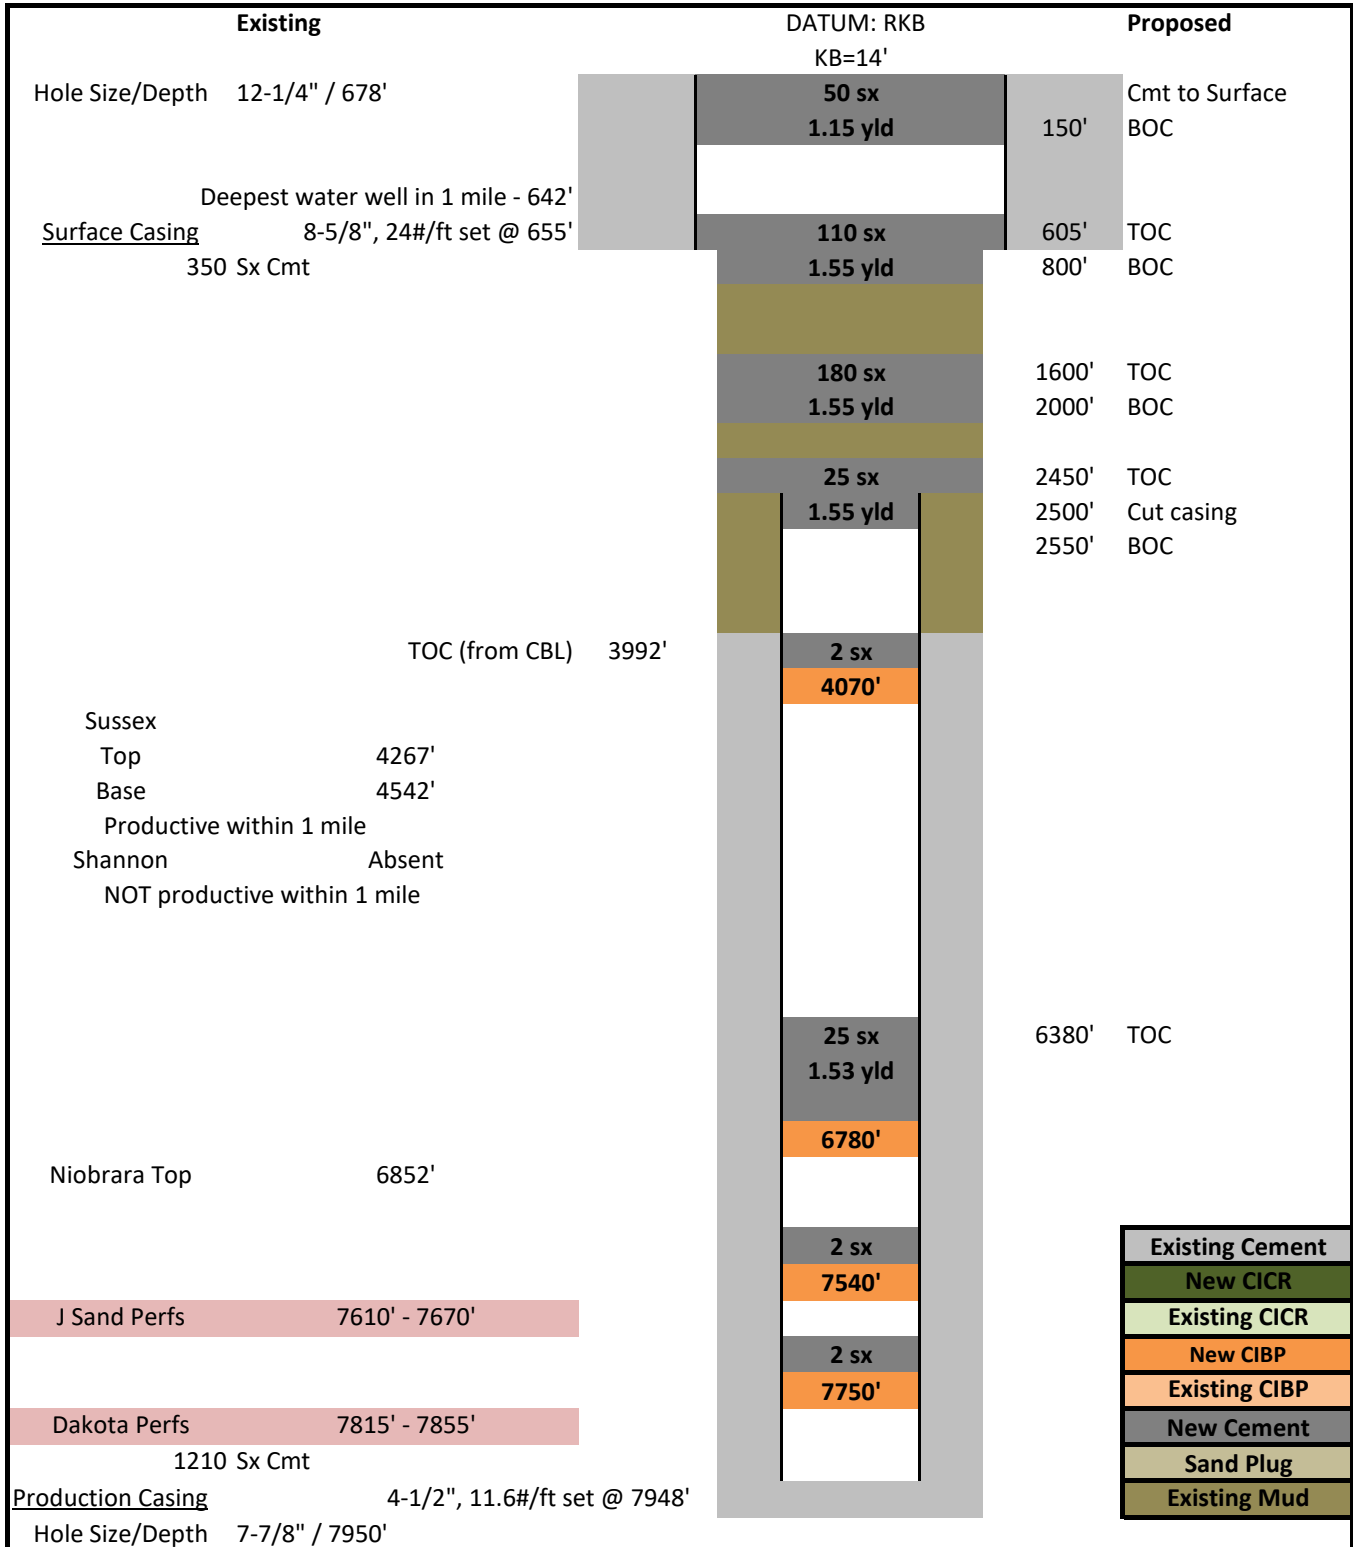 Existing DATUM: RKB Proposed
KB=14'
Hole Size/Depth 12-1/4" / 678' 50 sx Cmt to Surface
1.15 yld 150' BOC
Deepest water well in 1 mile - 642'
Surface Casing 8-5/8", 24#/ft set @ 655' 110 sx 605' TOC
350 Sx Cmt 1.55 yld 800' BOC
180 sx 1600' TOC
1.55 yld 2000' BOC
25 sx 2450' TOC
1.55 yld 2500' Cut casing
2550' BOC
TOC (from CBL) 3992' 2 sx
4070'
Sussex
Top 4267'
Base 4542'
Productive within 1 mile
Shannon Absent
NOT productive within 1 mile
25 sx 6380' TOC
1.53 yld
6780'
Niobrara Top 6852'
2 sx Existing Cement
7540' New CICR
J Sand Perfs 7610' - 7670' Existing CICR
2 sx New CIBP
7750' Existing CIBP
Dakota Perfs 7815' - 7855' New Cement
1210 Sx Cmt Sand Plug
Production Casing 4-1/2", 11.6#/ft set @ 7948' Existing Mud
Hole Size/Depth 7-7/8" / 7950'